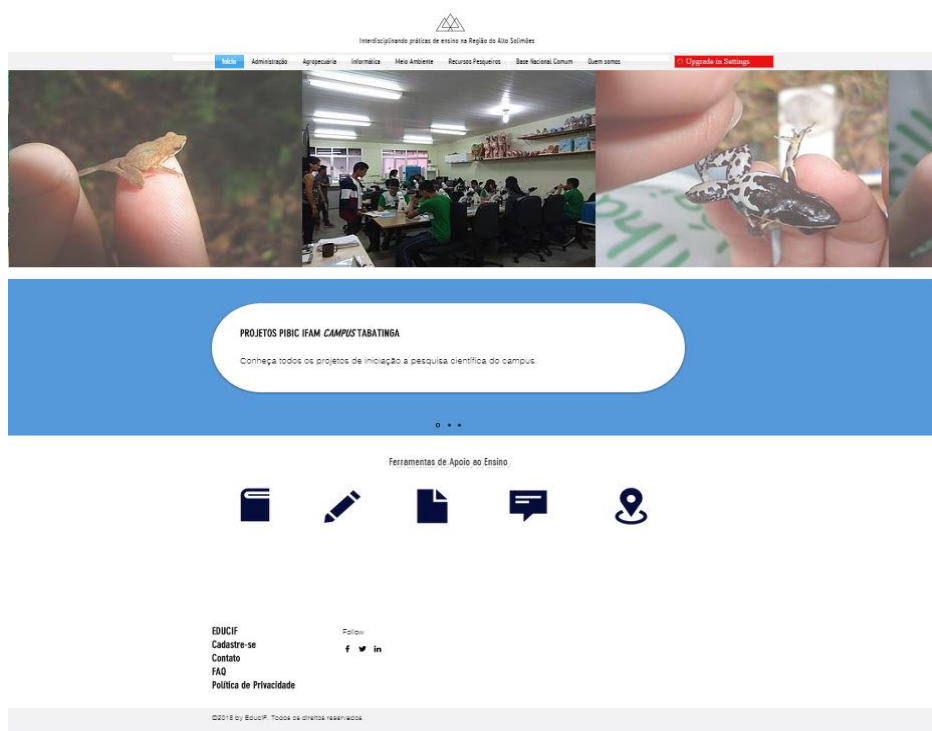 Interdisciplinando práticas de ensino na Região do Alto Solimões
Início Administração Agropecuária Informática Meio Ambiente Recursos Pesqueiros Base Nacional Comum Quem somos Upgrade in Settings
PROJETOS PIBIC IFAM CAMPUS TABATINGA
Conheça todos os projetos de iniciação a pesquisa científica do campus.
Ferramentas de Apoio ao Ensino
EDUCIF
Cadastre-se
Contato
FAQ
Política de Privacidade
Follow
©2018 by EducIF. Todos os direitos reservados.